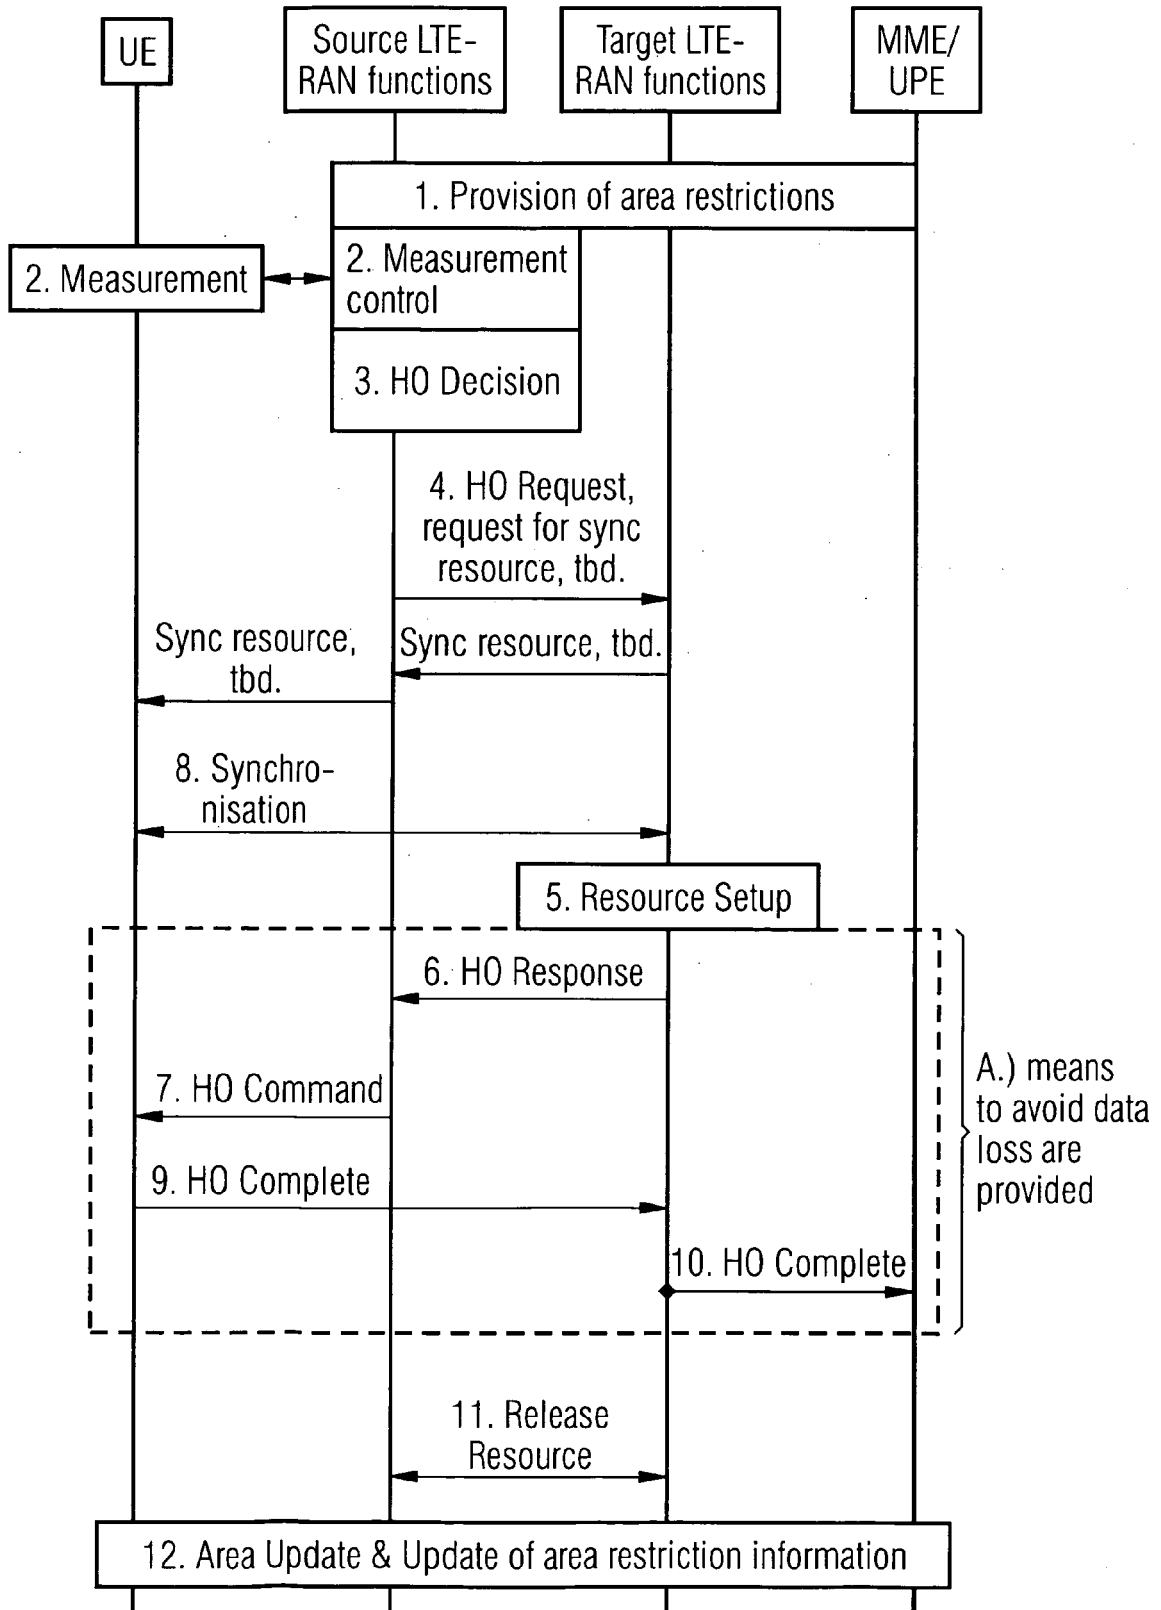 UE
Source LTE-
RAN functions
Target LTE-
RAN functions
MME/
UPE
1. Provision of area restrictions
2. Measurement
2. Measurement
control
3. HO Decision
4. HO Request,
request for sync
resource, tbd.
Sync resource,
tbd.
Sync resource, tbd.
8. Synchro-
nisation
5. Resource Setup
6. HO Response
7. HO Command
9. HO Complete
10. HO Complete
A.) means
to avoid data
loss are
provided
11. Release
Resource
12. Area Update & Update of area restriction information